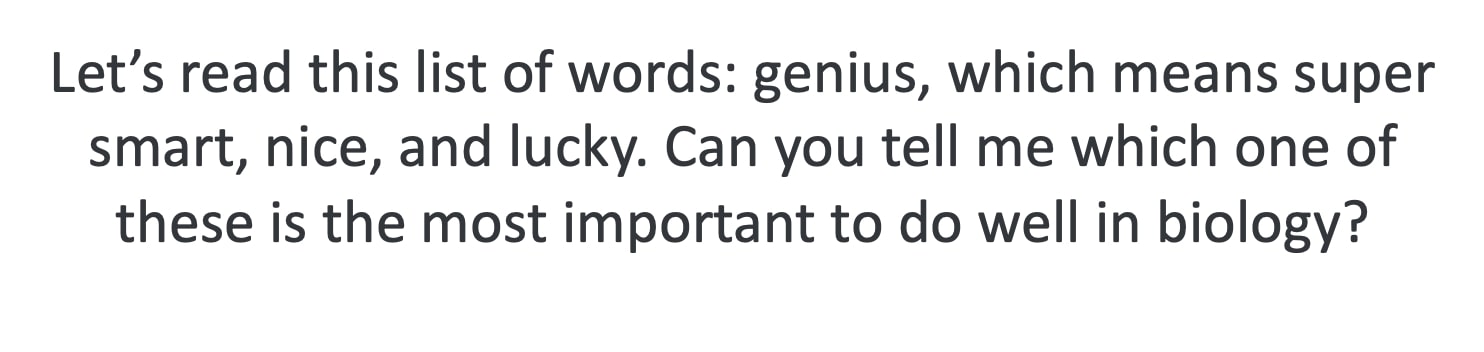 Let’s read this list of words: genius, which means super
smart, nice, and lucky. Can you tell me which one of
these is the most important to do well in biology?